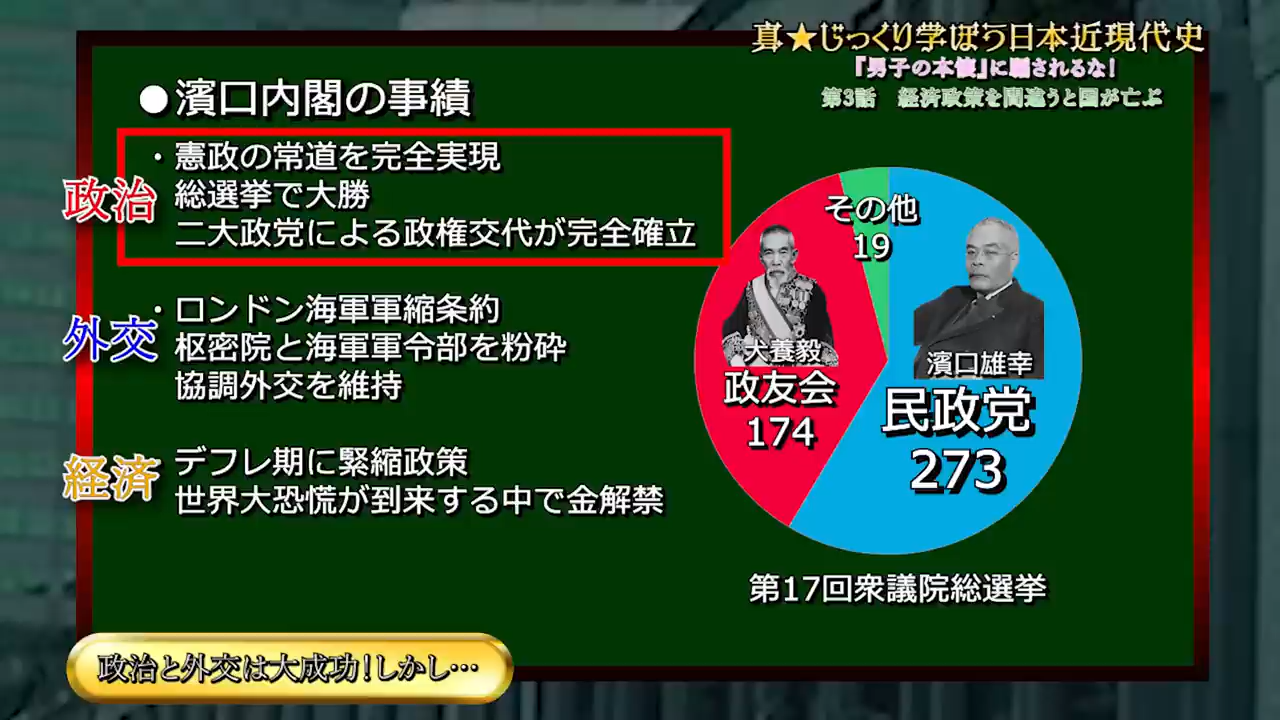 真★じっくり学ぼう日本近現代史
『男子の本懐』に騙されるな!
第3話 経済政策を間違うと国が亡ぶ
●濱口内閣の事績
政治
・憲政の常道を完全実現
総選挙で大勝
二大政党による政権交代が完全確立
外交
・ロンドン海軍軍縮条約
枢密院と海軍軍令部を粉砕
協調外交を維持
経済
デフレ期に緊縮政策
世界大恐慌が到来する中で金解禁
その他
19
犬養毅
政友会
174
濱口雄幸
民政党
273
第17回衆議院総選挙
政治と外交は大成功!しかし…